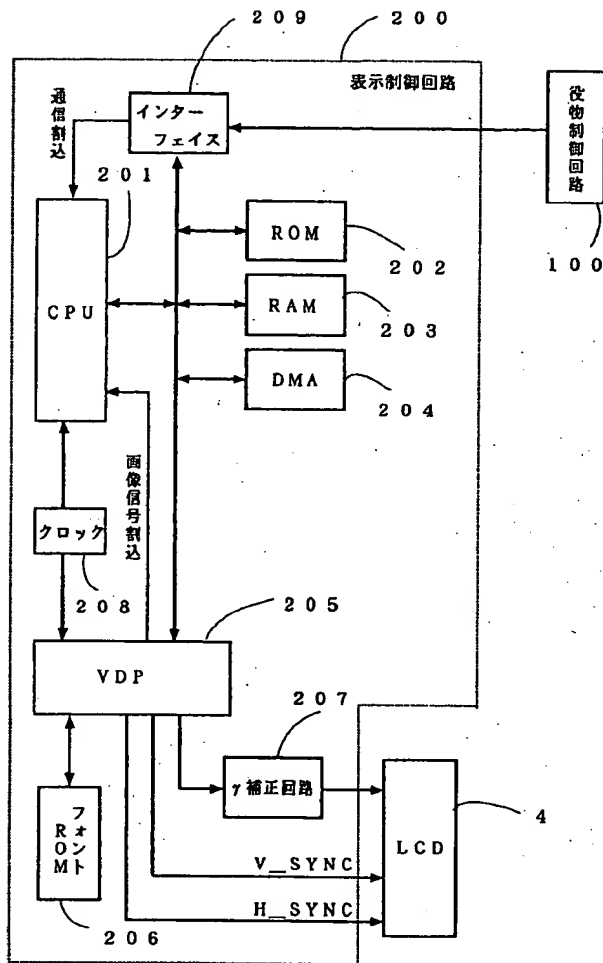 209
200
表示制御回路
通信割込
インター
フェイス
役物制御回路
201
ROM
202
100
CPU
RAM
203
DMA
204
画像信号割込
クロック
208
205
VDP
207
γ補正回路
4
LCD
フォント
ROM
V_SYNC
H_SYNC
206